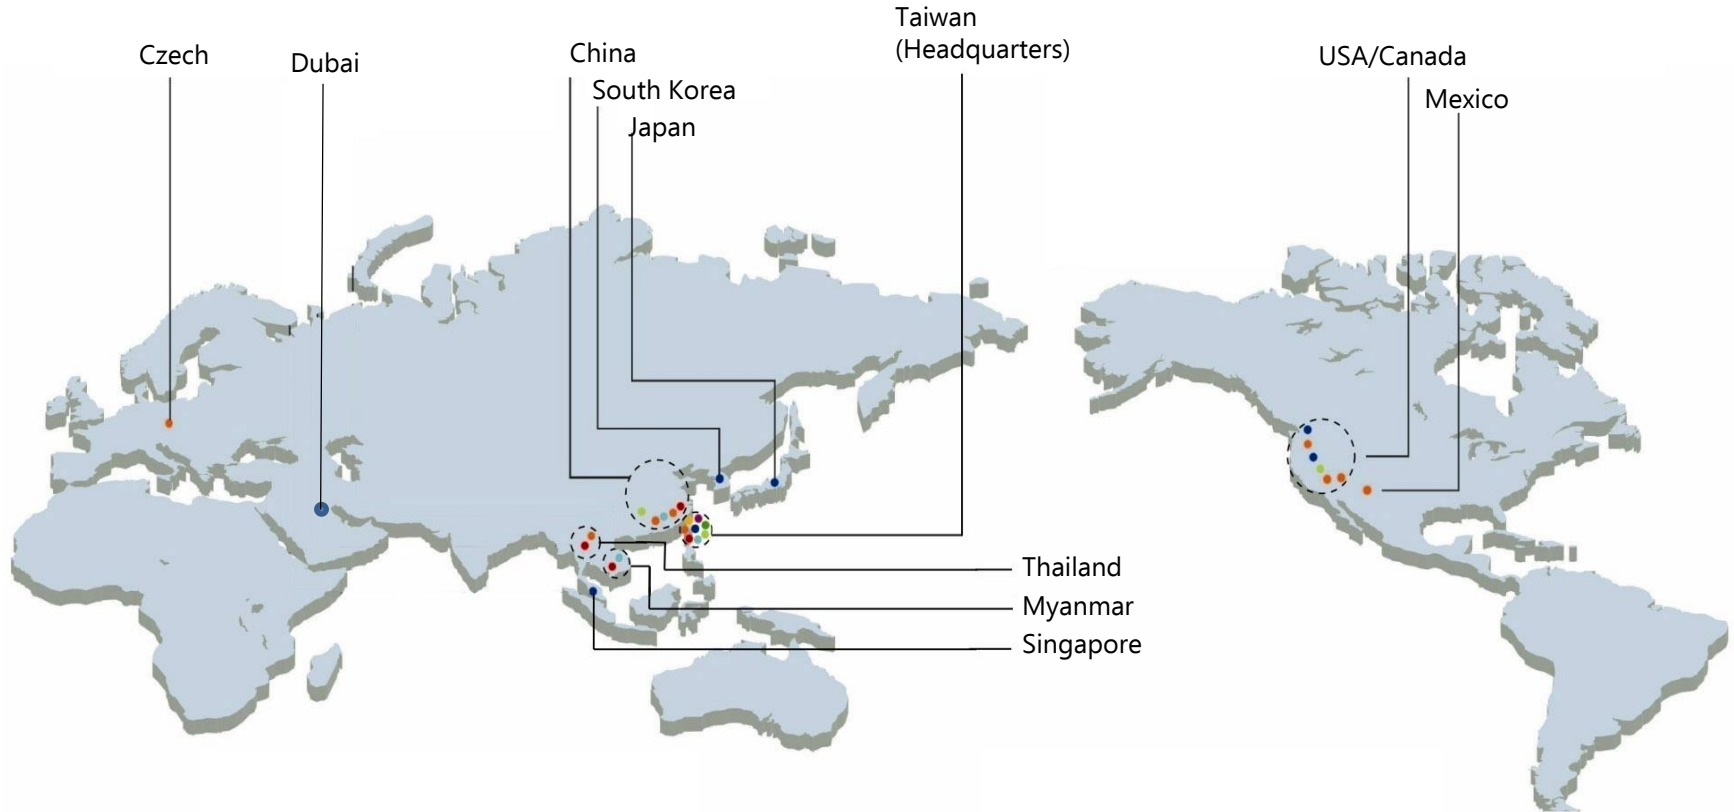 Taiwan
(Headquarters)
Czech
Dubai
China
USA/Canada
South Korea
Mexico
Japan
Thailand
Myanmar
Singapore